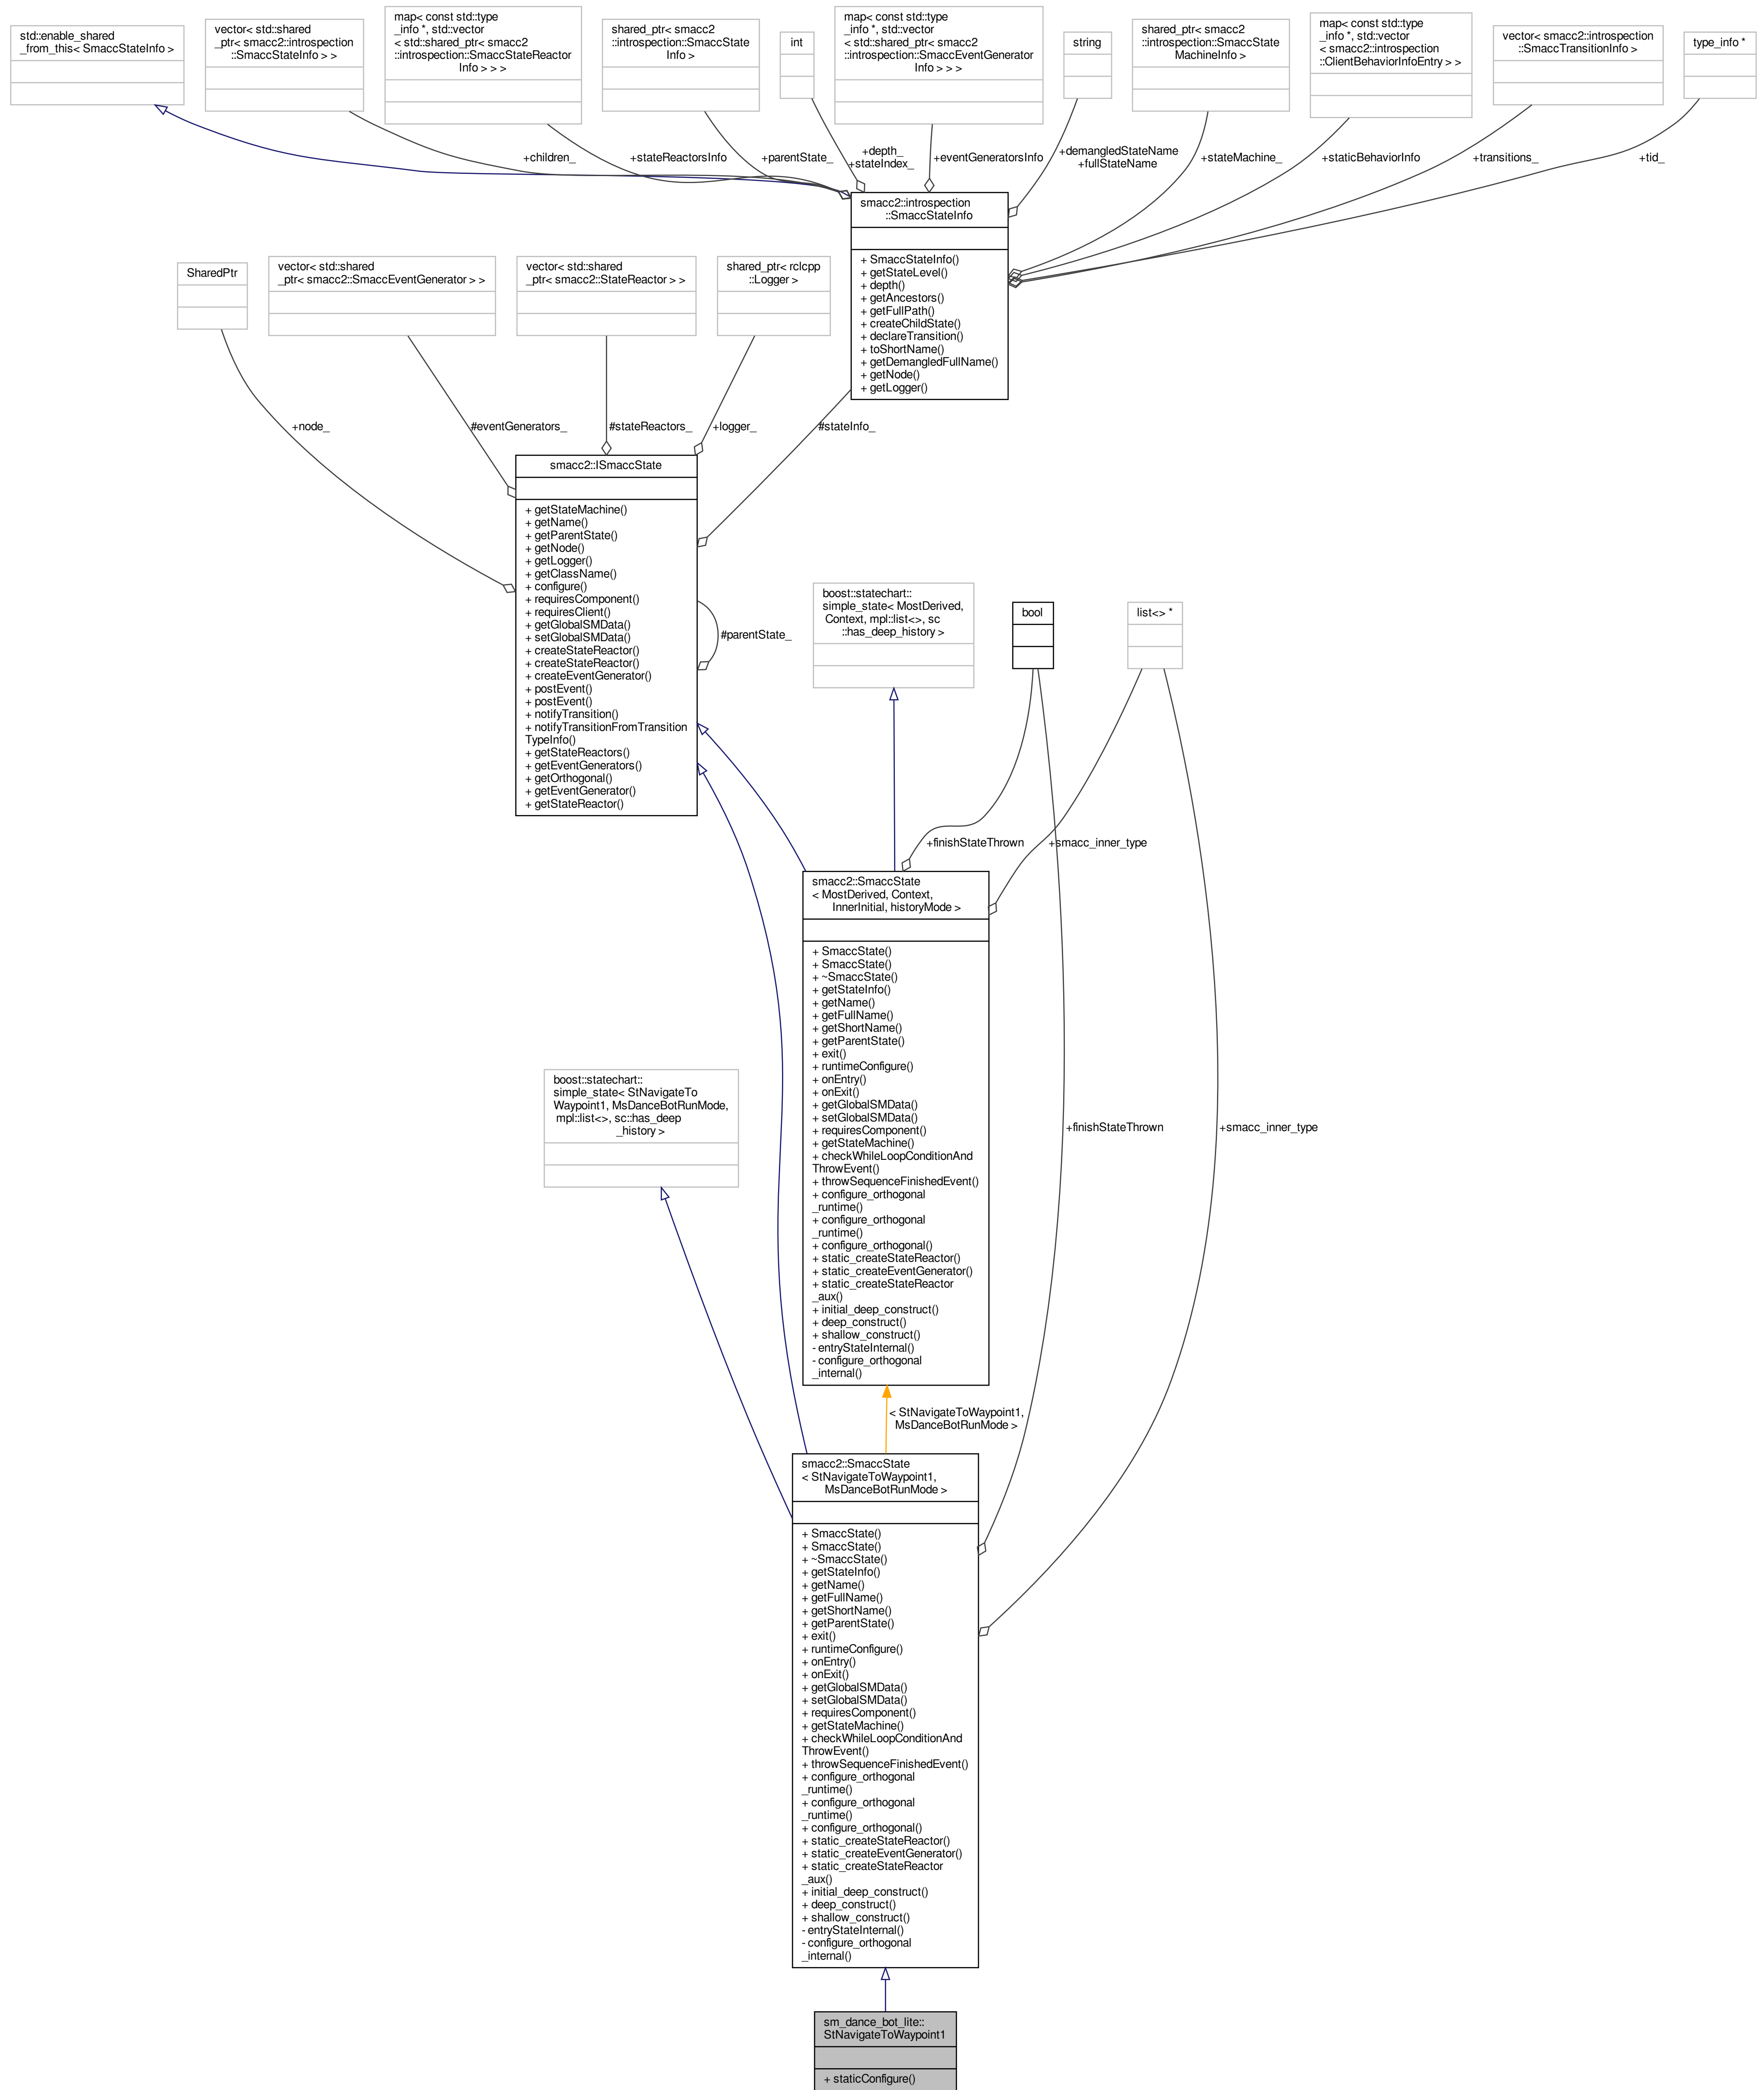 std::enable_shared
_from_this< SmaccStateInfo >
vector< std::shared
_ptr< smacc2::introspection
::SmaccStateInfo > >
map< const std::type
_info *, std::vector
< std::shared_ptr< smacc2
::introspection::SmaccStateReactor
Info > > >
shared_ptr< smacc2
::introspection::SmaccState
Info >
int
map< const std::type
_info *, std::vector
< std::shared_ptr< smacc2
::introspection::SmaccEventGenerator
Info > > >
string
shared_ptr< smacc2
::introspection::SmaccState
MachineInfo >
map< const std::type
_info *, std::vector
< smacc2::introspection
::ClientBehaviorInfoEntry > >
vector< smacc2::introspection
::SmaccTransitionInfo >
type_info *
+children_
+stateReactorsInfo
+parentState_
+depth_
+stateIndex_
+eventGeneratorsInfo
+demangledStateName
+fullStateName
+stateMachine_
+staticBehaviorInfo
+transitions_
+tid_
smacc2::introspection
::SmaccStateInfo
+ SmaccStateInfo()
+ getStateLevel()
+ depth()
+ getAncestors()
+ getFullPath()
+ createChildState()
+ declareTransition()
+ toShortName()
+ getDemangledFullName()
+ getNode()
+ getLogger()
SharedPtr
vector< std::shared
_ptr< smacc2::SmaccEventGenerator > >
vector< std::shared
_ptr< smacc2::StateReactor > >
shared_ptr< rclcpp
::Logger >
+node_
#eventGenerators_
#stateReactors_
+logger_
#stateInfo_
smacc2::ISmaccState
+ getStateMachine()
+ getName()
+ getParentState()
+ getNode()
+ getLogger()
+ getClassName()
+ configure()
+ requiresComponent()
+ requiresClient()
+ getGlobalSMData()
+ setGlobalSMData()
+ createStateReactor()
+ createStateReactor()
+ createEventGenerator()
+ postEvent()
+ postEvent()
+ notifyTransition()
+ notifyTransitionFromTransition
TypeInfo()
+ getStateReactors()
+ getEventGenerators()
+ getOrthogonal()
+ getEventGenerator()
+ getStateReactor()
#parentState_
boost::statechart::
simple_state< MostDerived,
Context, mpl::list<>, sc
::has_deep_history >
bool
list<> *
+finishStateThrown
+smacc_inner_type
smacc2::SmaccState
< MostDerived, Context,
InnerInitial, historyMode >
+ SmaccState()
+ SmaccState()
+ ~SmaccState()
+ getStateInfo()
+ getName()
+ getFullName()
+ getShortName()
+ getParentState()
+ exit()
+ runtimeConfigure()
+ onEntry()
+ onExit()
+ getGlobalSMData()
+ setGlobalSMData()
+ requiresComponent()
+ getStateMachine()
+ checkWhileLoopConditionAnd
ThrowEvent()
+ throwSequenceFinishedEvent()
+ configure_orthogonal
_runtime()
+ configure_orthogonal
_runtime()
+ configure_orthogonal()
+ static_createStateReactor()
+ static_createEventGenerator()
+ static_createStateReactor
_aux()
+ initial_deep_construct()
+ deep_construct()
+ shallow_construct()
- entryStateInternal()
- configure_orthogonal
_internal()
boost::statechart::
simple_state< StNavigateTo
Waypoint1, MsDanceBotRunMode,
mpl::list<>, sc::has_deep
_history >
+finishStateThrown
+smacc_inner_type
< StNavigateToWaypoint1,
MsDanceBotRunMode >
smacc2::SmaccState
< StNavigateToWaypoint1,
MsDanceBotRunMode >
+ SmaccState()
+ SmaccState()
+ ~SmaccState()
+ getStateInfo()
+ getName()
+ getFullName()
+ getShortName()
+ getParentState()
+ exit()
+ runtimeConfigure()
+ onEntry()
+ onExit()
+ getGlobalSMData()
+ setGlobalSMData()
+ requiresComponent()
+ getStateMachine()
+ checkWhileLoopConditionAnd
ThrowEvent()
+ throwSequenceFinishedEvent()
+ configure_orthogonal
_runtime()
+ configure_orthogonal
_runtime()
+ configure_orthogonal()
+ static_createStateReactor()
+ static_createEventGenerator()
+ static_createStateReactor
_aux()
+ initial_deep_construct()
+ deep_construct()
+ shallow_construct()
- entryStateInternal()
- configure_orthogonal
_internal()
sm_dance_bot_lite::
StNavigateToWaypoint1
+ staticConfigure()